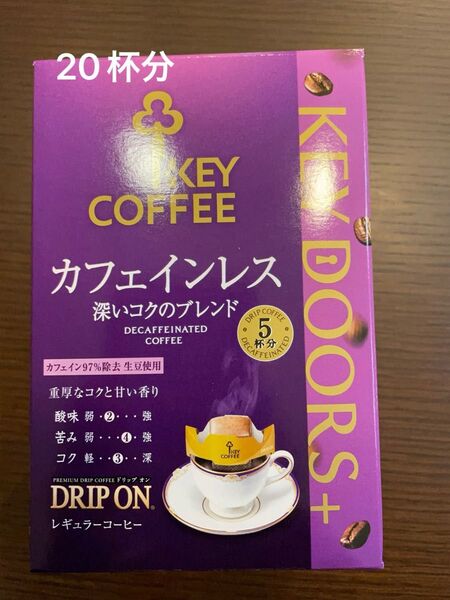 20杯分
KEY
COFFEE
KEY DOORS+
カフェインレス
深いコクのブレンド
DECAFFEINATED
COFFEE
DRIP COFFEE
5
杯分
DECAFFEINATED
カフェイン97%除去 生豆使用
重厚なコクと甘い香り
酸味 弱・2・・・強
苦み 弱・・・4・強
コク 軽・・3・・深
KEY
COFFEE
PREMIUM DRIP COFFEE ドリップ オン
DRIP ON®
レギュラーコーヒー